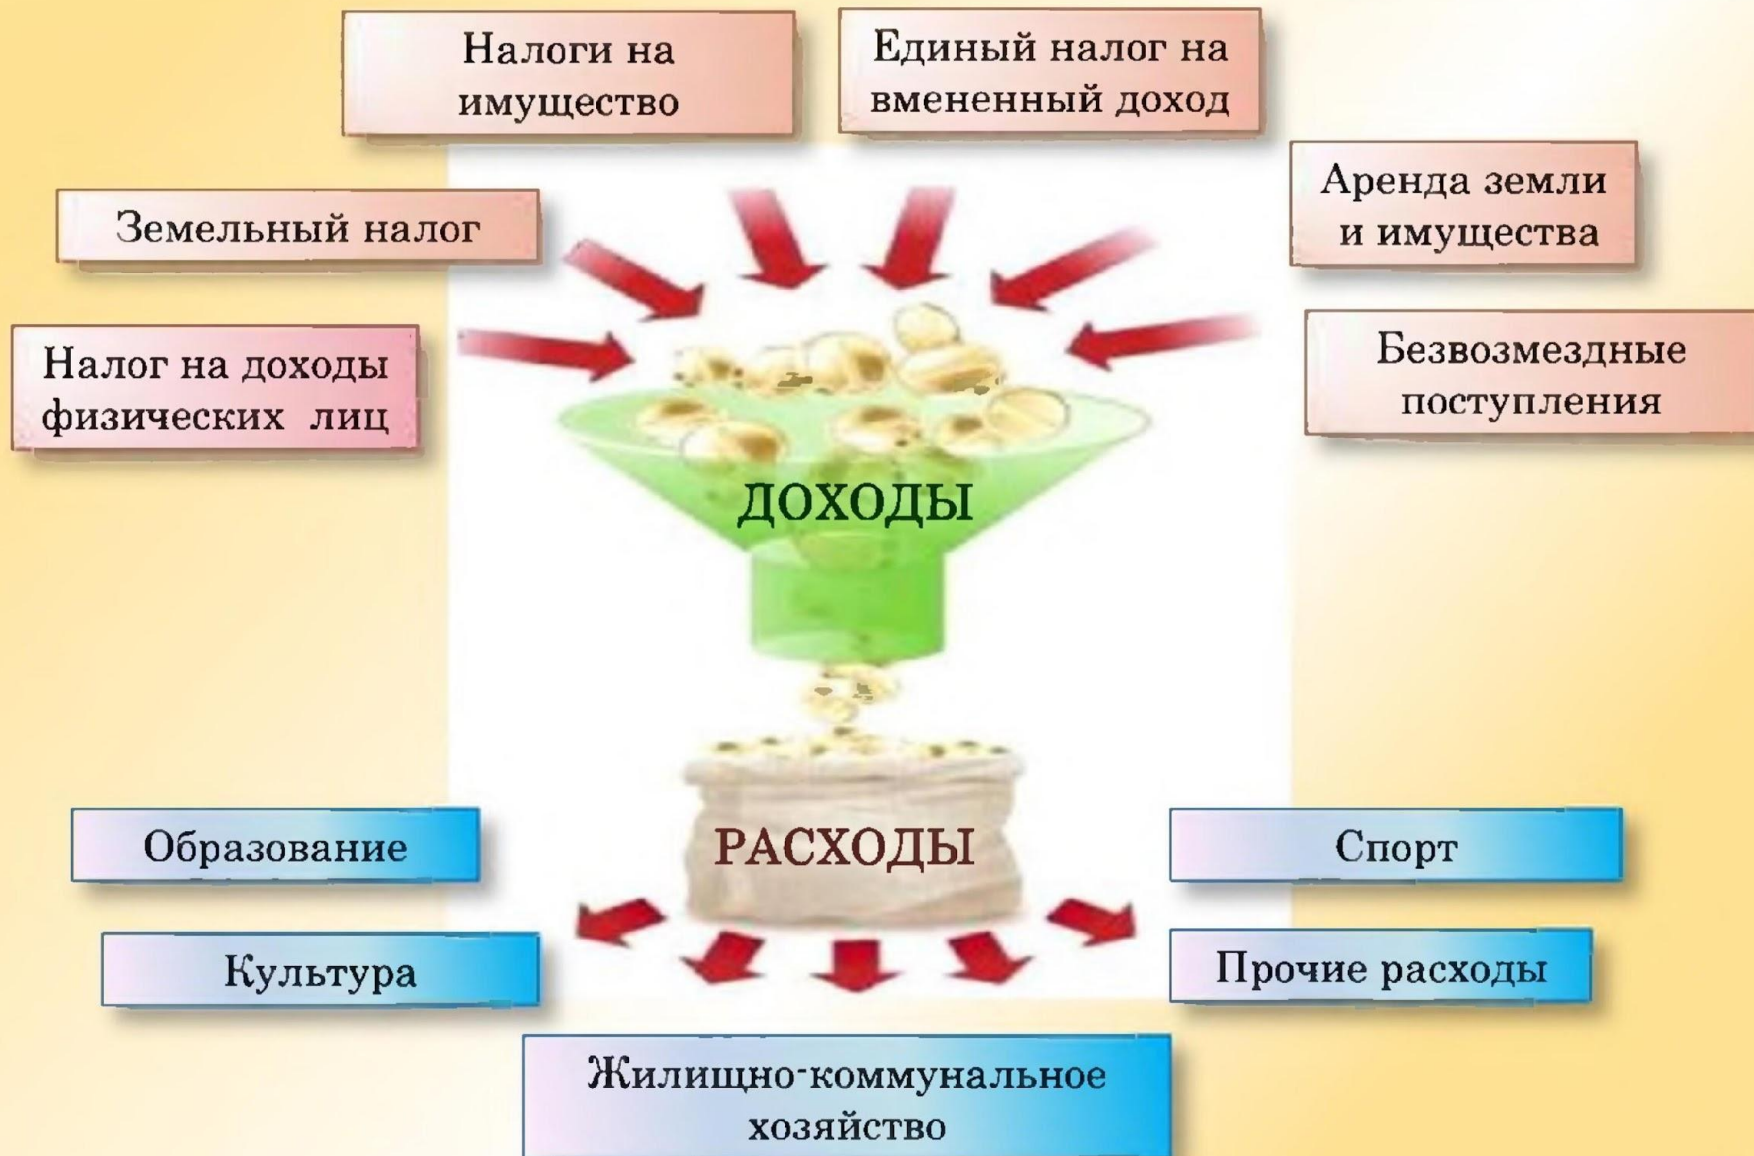 Налоги на
имущество
Единый налог на
вмененный доход
Аренда земли
и имущества
Земельный налог
Налог на доходы
физических лиц
Безвозмездные
поступления
ДОХОДЫ
РАСХОДЫ
Образование
Спорт
Культура
Прочие расходы
Жилищно-коммунальное
хозяйство